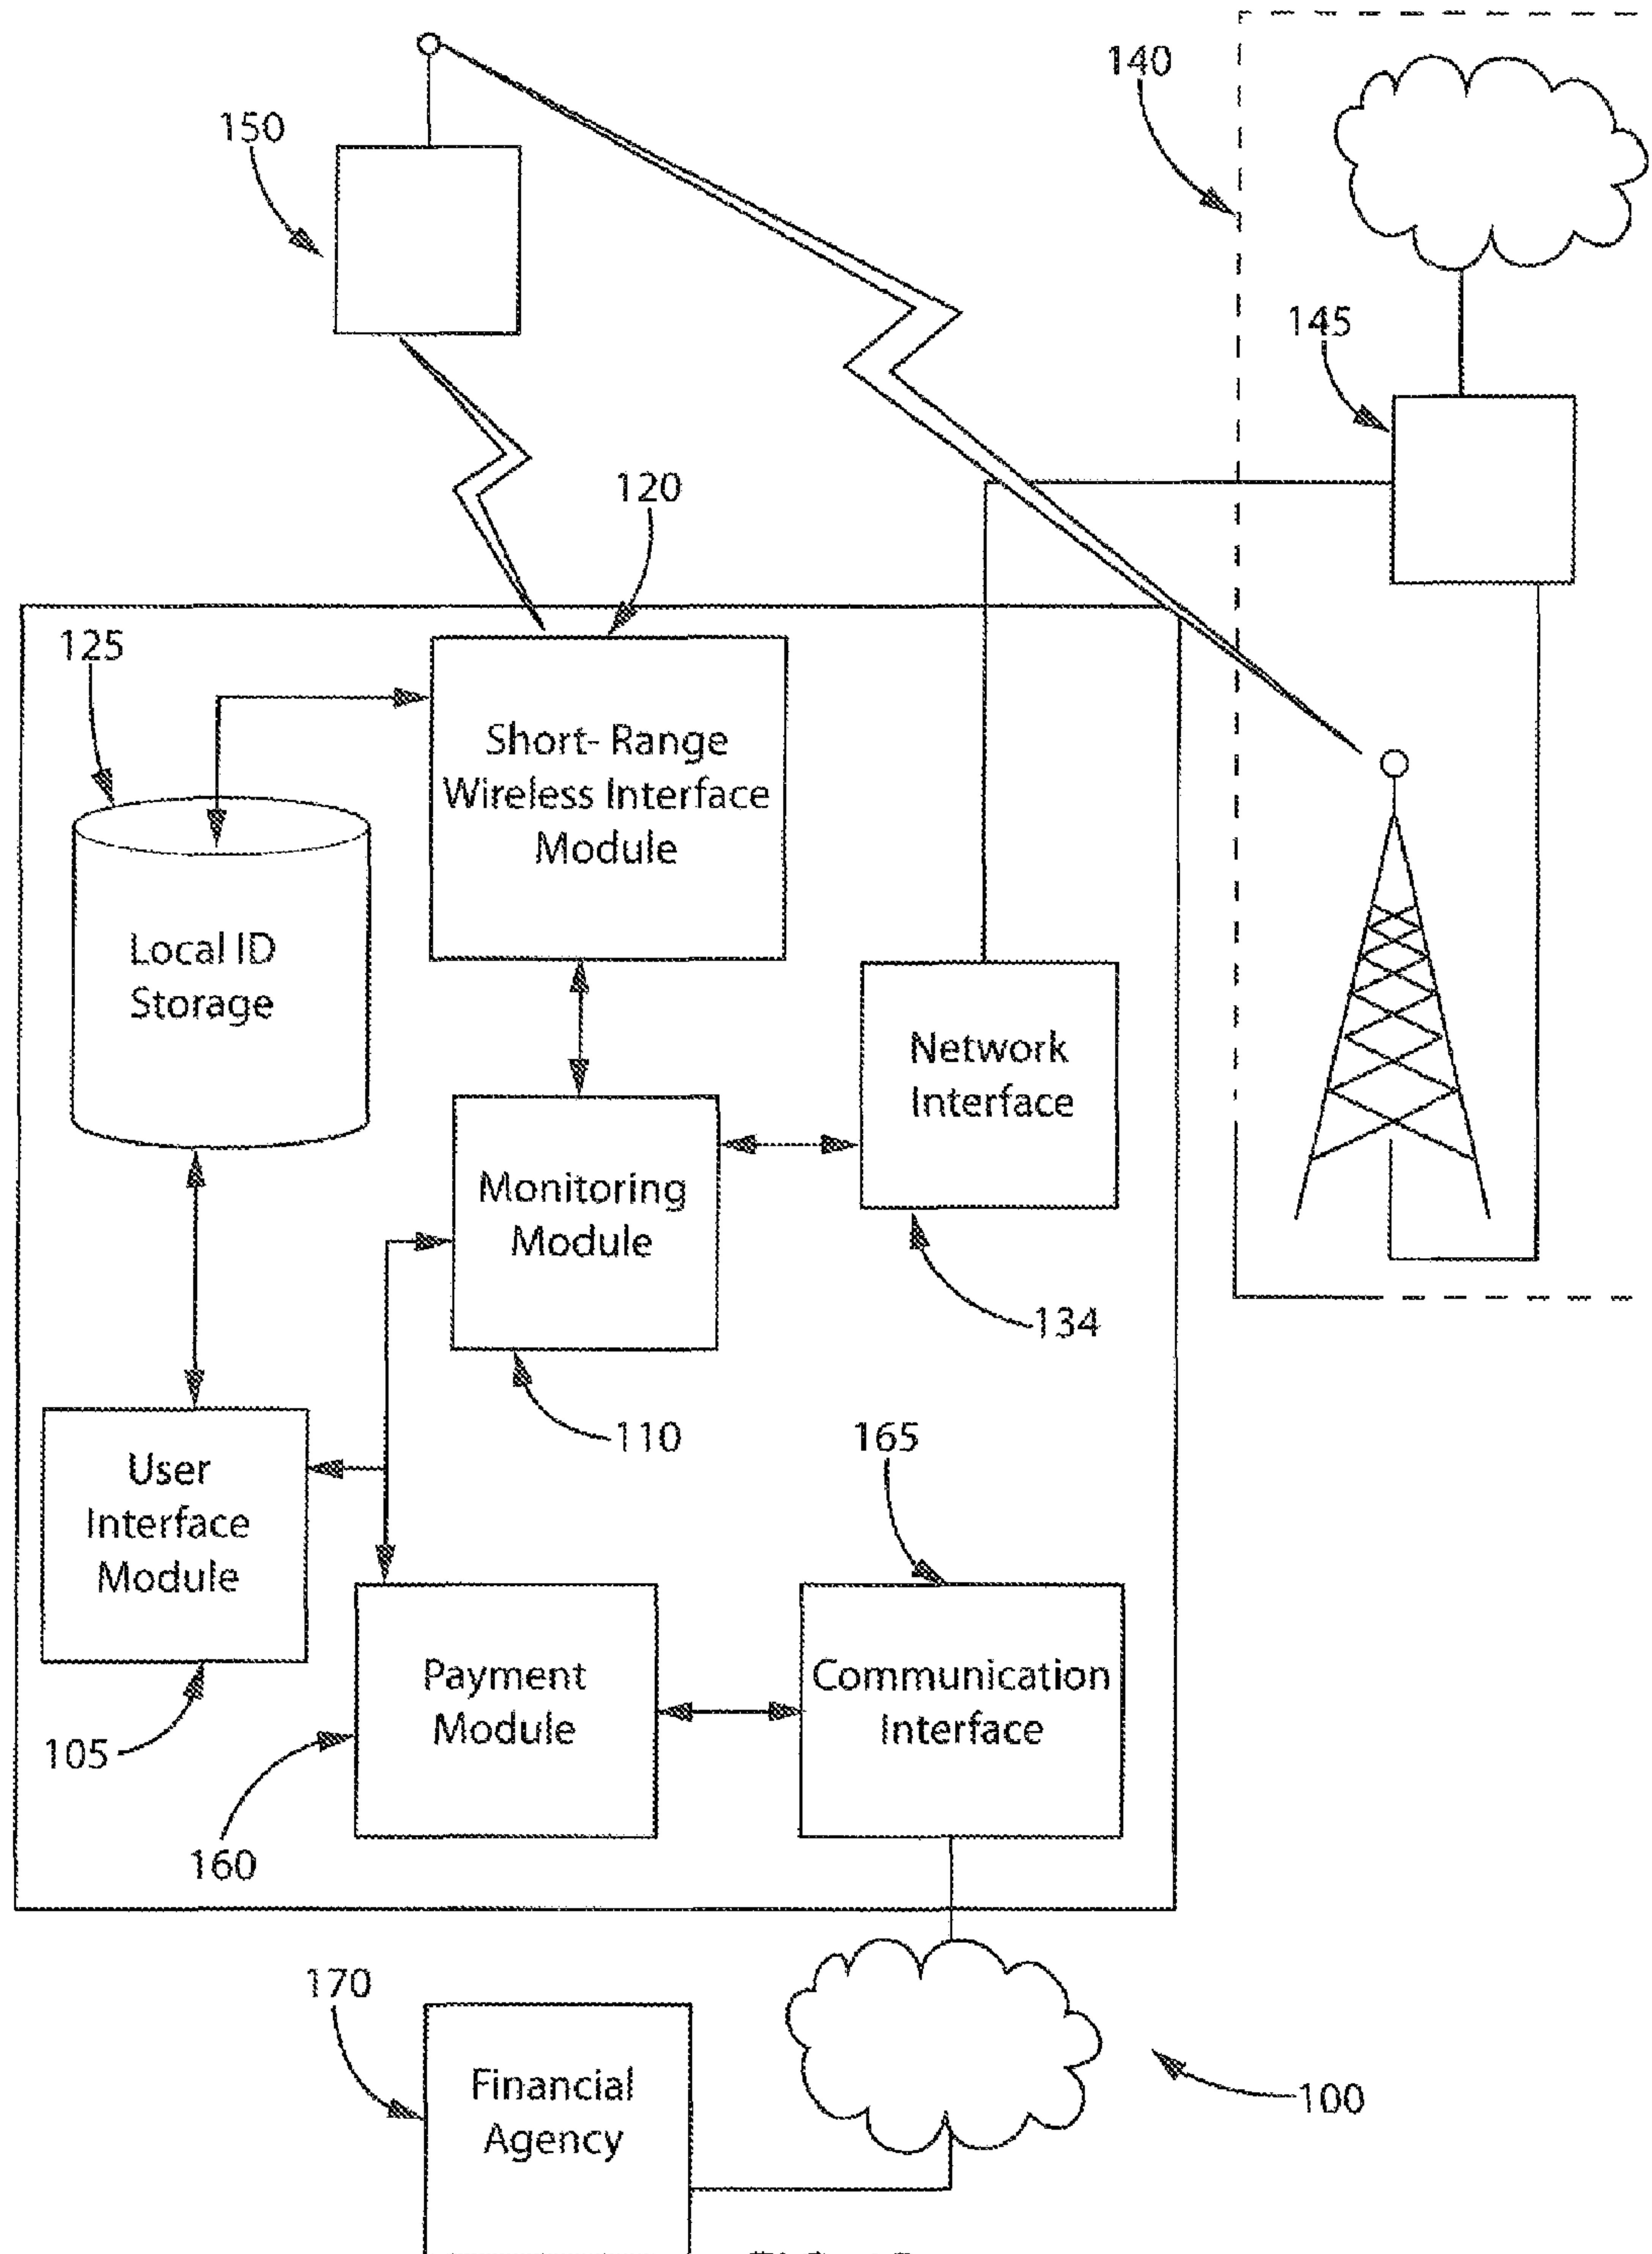 140
150
145
120
125
Short- Range
Wireless Interface
Module
Local ID
Storage
Network
Interface
Monitoring
Module
134
110
165
User
Interface
Module
Payment
Module
Communication
Interface
105
160
170
Financial
Agency
100